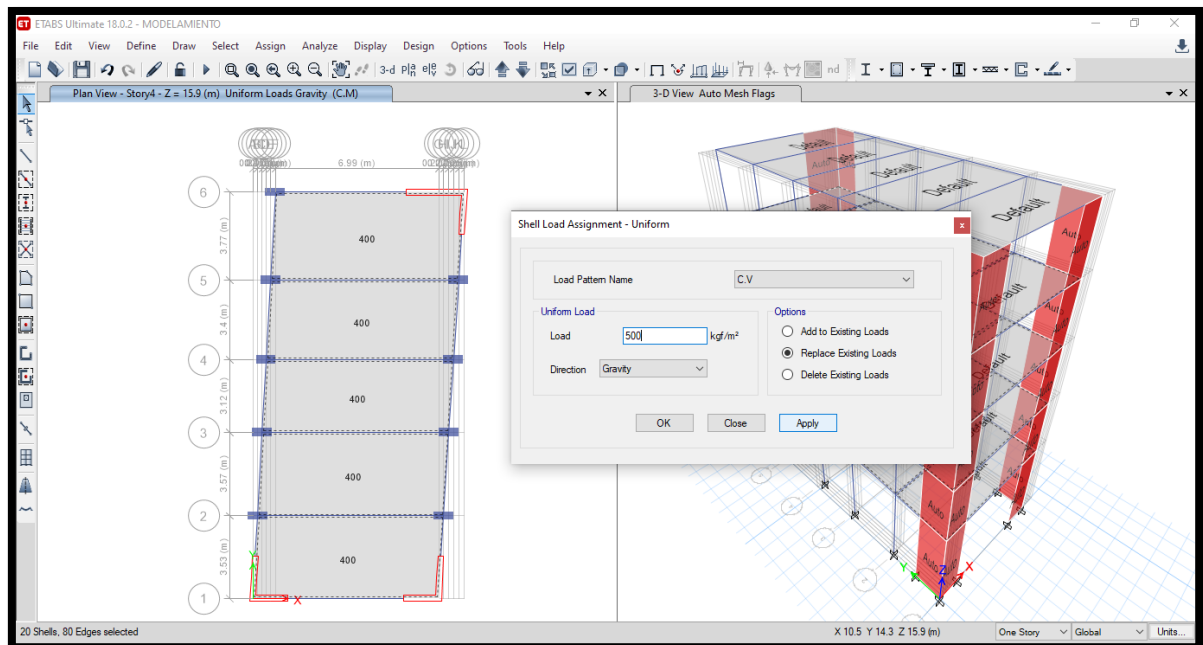 ETABS Ultimate 18.0.2 - MODELAMIENTO
File Edit View Define Draw Select Assign Analyze Display Design Options Tools Help
3-d
nd
Plan View - Story4 - Z = 15.9 (m) Uniform Loads Gravity (C.M)
3-D View Auto Mesh Flags
6.99 (m)
6
3.77 (m)
400
5
3.4 (m)
400
4
3.12 (m)
400
3
3.57 (m)
400
2
3.53 (m)
400
1
X
Shell Load Assignment - Uniform
Load Pattern Name C.V
Uniform Load
Load 500 kgf/m²
Direction Gravity
Options
Add to Existing Loads
Replace Existing Loads
Delete Existing Loads
OK Close Apply
Default
Default
Default
Default
Auto
Auto
Auto
Auto
Auto
Y Z X
20 Shells, 80 Edges selected
X 10.5 Y 14.3 Z 15.9 (m)
One Story Global Units...